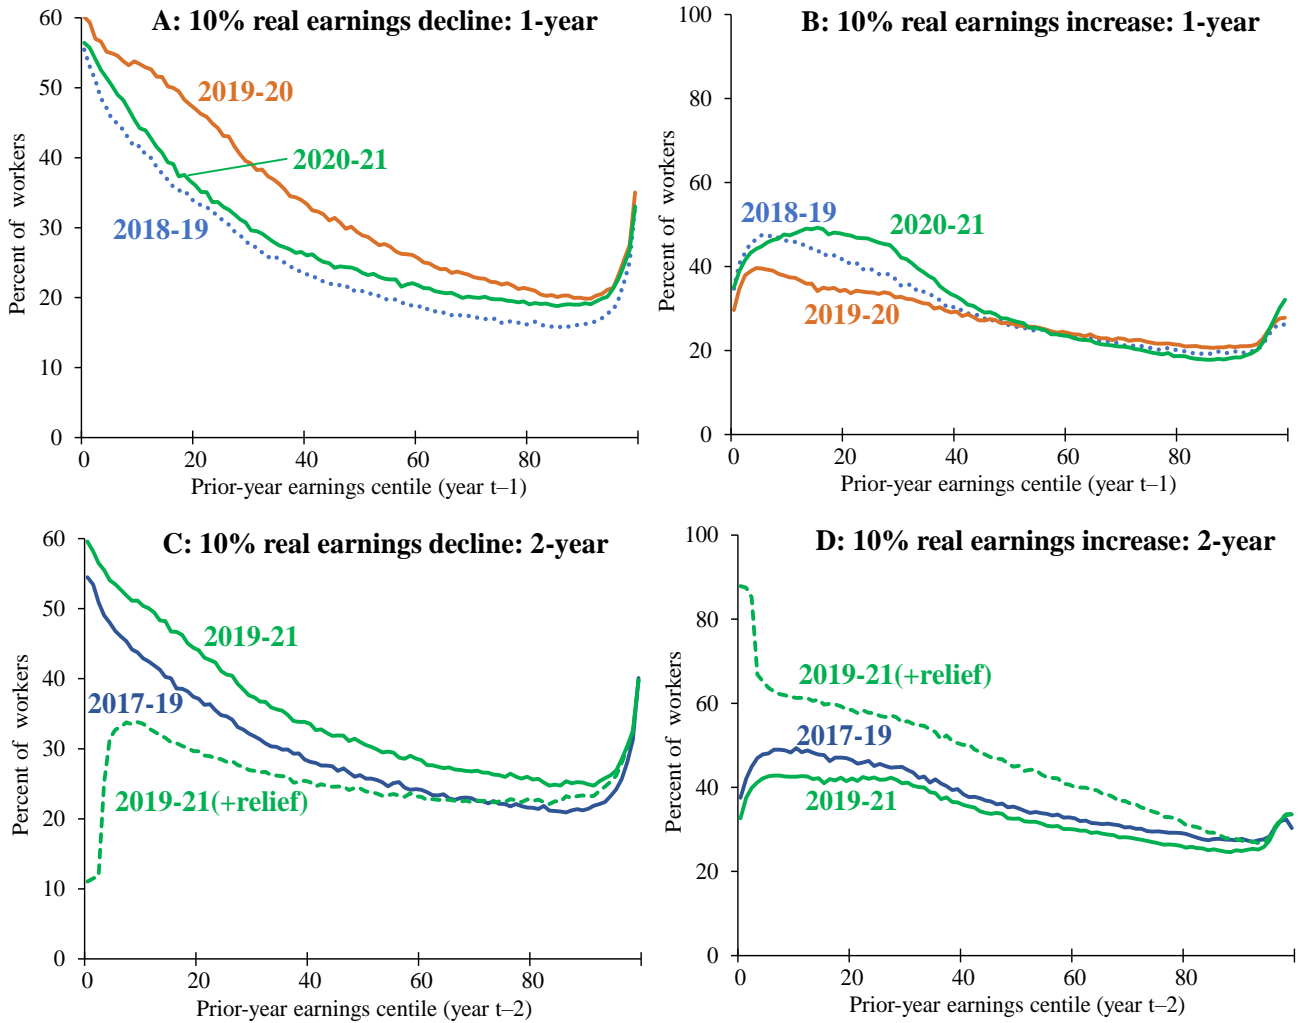 A: 10% real earnings decline: 1-year
60
50
40
30
20
10
0
Percent of workers
2019-20
2020-21
2018-19
0 20 40 60 80
Prior-year earnings centile (year t–1)
B: 10% real earnings increase: 1-year
100
80
60
40
20
0
Percent of workers
2018-19
2020-21
2019-20
0 20 40 60 80
Prior-year earnings centile (year t–1)
C: 10% real earnings decline: 2-year
60
50
40
30
20
10
0
Percent of workers
2019-21
2017-19
2019-21(+relief)
0 20 40 60 80
Prior-year earnings centile (year t–2)
D: 10% real earnings increase: 2-year
100
80
60
40
20
0
Percent of workers
2019-21(+relief)
2017-19
2019-21
0 20 40 60 80
Prior-year earnings centile (year t–2)